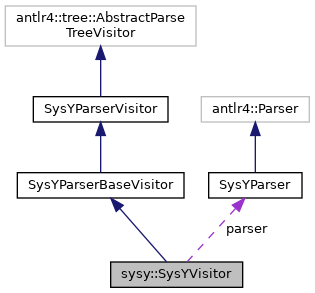 antlr4::tree::AbstractParse
TreeVisitor
SysYParserVisitor
antlr4::Parser
SysYParserBaseVisitor
SysYParser
parser
sysy::SysYVisitor